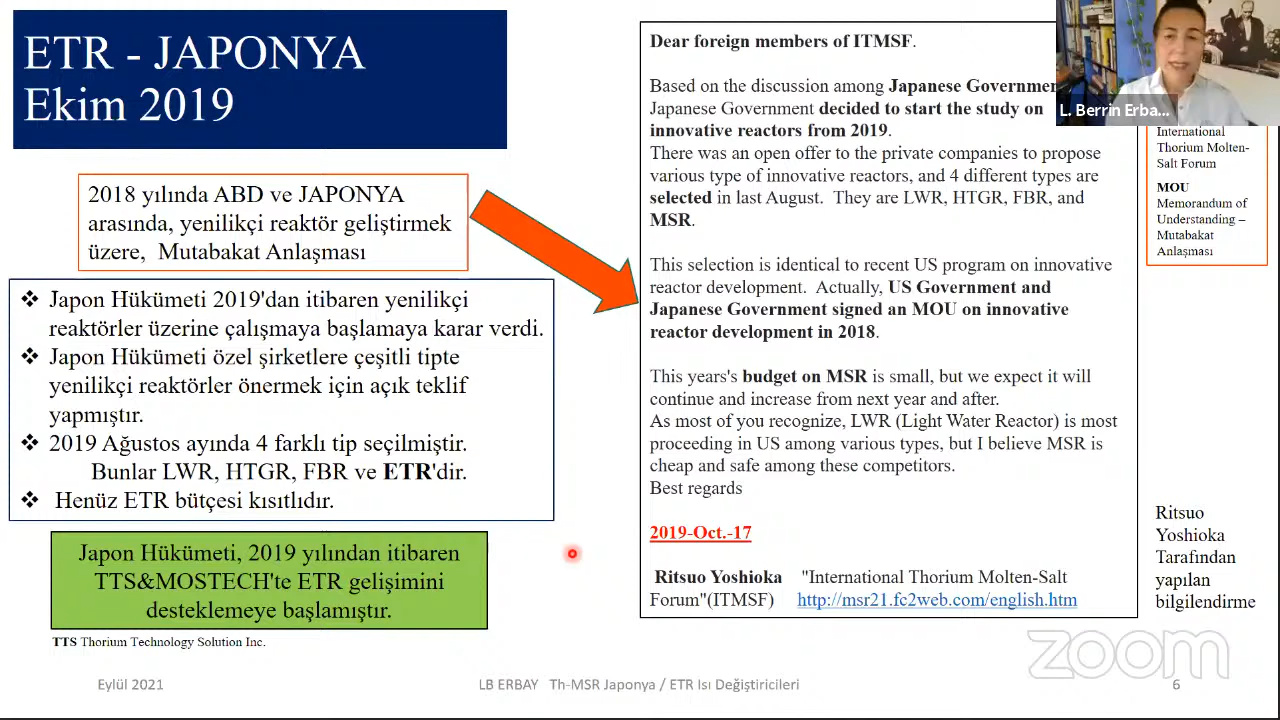 ETR - JAPONYA
Ekim 2019
2018 yılında ABD ve JAPONYA
arasında, yenilikçi reaktör geliştirmek
üzere, Mutabakat Anlaşması
❖ Japon Hükümeti 2019'dan itibaren yenilikçi
reaktörler üzerine çalışmaya başlamaya karar verdi.
❖ Japon Hükümeti özel şirketlere çeşitli tipte
yenilikçi reaktörler önermek için açık teklif
yapmıştır.
❖ 2019 Ağustos ayında 4 farklı tip seçilmiştir.
Bunlar LWR, HTGR, FBR ve ETR'dir.
❖ Henüz ETR bütçesi kısıtlıdır.
Japon Hükümeti, 2019 yılından itibaren
TTS&MOSTECH'te ETR gelişimini
desteklemeye başlamıştır.
TTS Thorium Technology Solution Inc.
Dear foreign members of ITMSF.
Based on the discussion among Japanese
Japanese Government decided to start the study on
innovative reactors from 2019.
There was an open offer to the private companies to propose
various type of innovative reactors, and 4 different types are
selected in last August. They are LWR, HTGR, FBR, and
MSR.
This selection is identical to recent US program on innovative
reactor development. Actually, US Government and
Japanese Government signed an MOU on innovative
reactor development in 2018.
This years's budget on MSR is small, but we expect it will
continue and increase from next year and after.
As most of you recognize, LWR (Light Water Reactor) is most
proceeding in US among various types, but I believe MSR is
cheap and safe among these competitors.
Best regards
2019-Oct.-17
Ritsuo Yoshioka "International Thorium Molten-Salt
Forum"(ITMSF) http://msr21.fc2web.com/english.htm
L. Berrin Erba...
International
Thorium Molten-
Salt Forum
MOU
Memorandum of
Understanding –
Mutabakat
Anlaşması
Ritsuo
Yoshioka
Tarafından
yapılan
bilgilendirme
zoom
Eylül 2021
LB ERBAY Th-MSR Japonya / ETR Isı Değiştiricileri
6